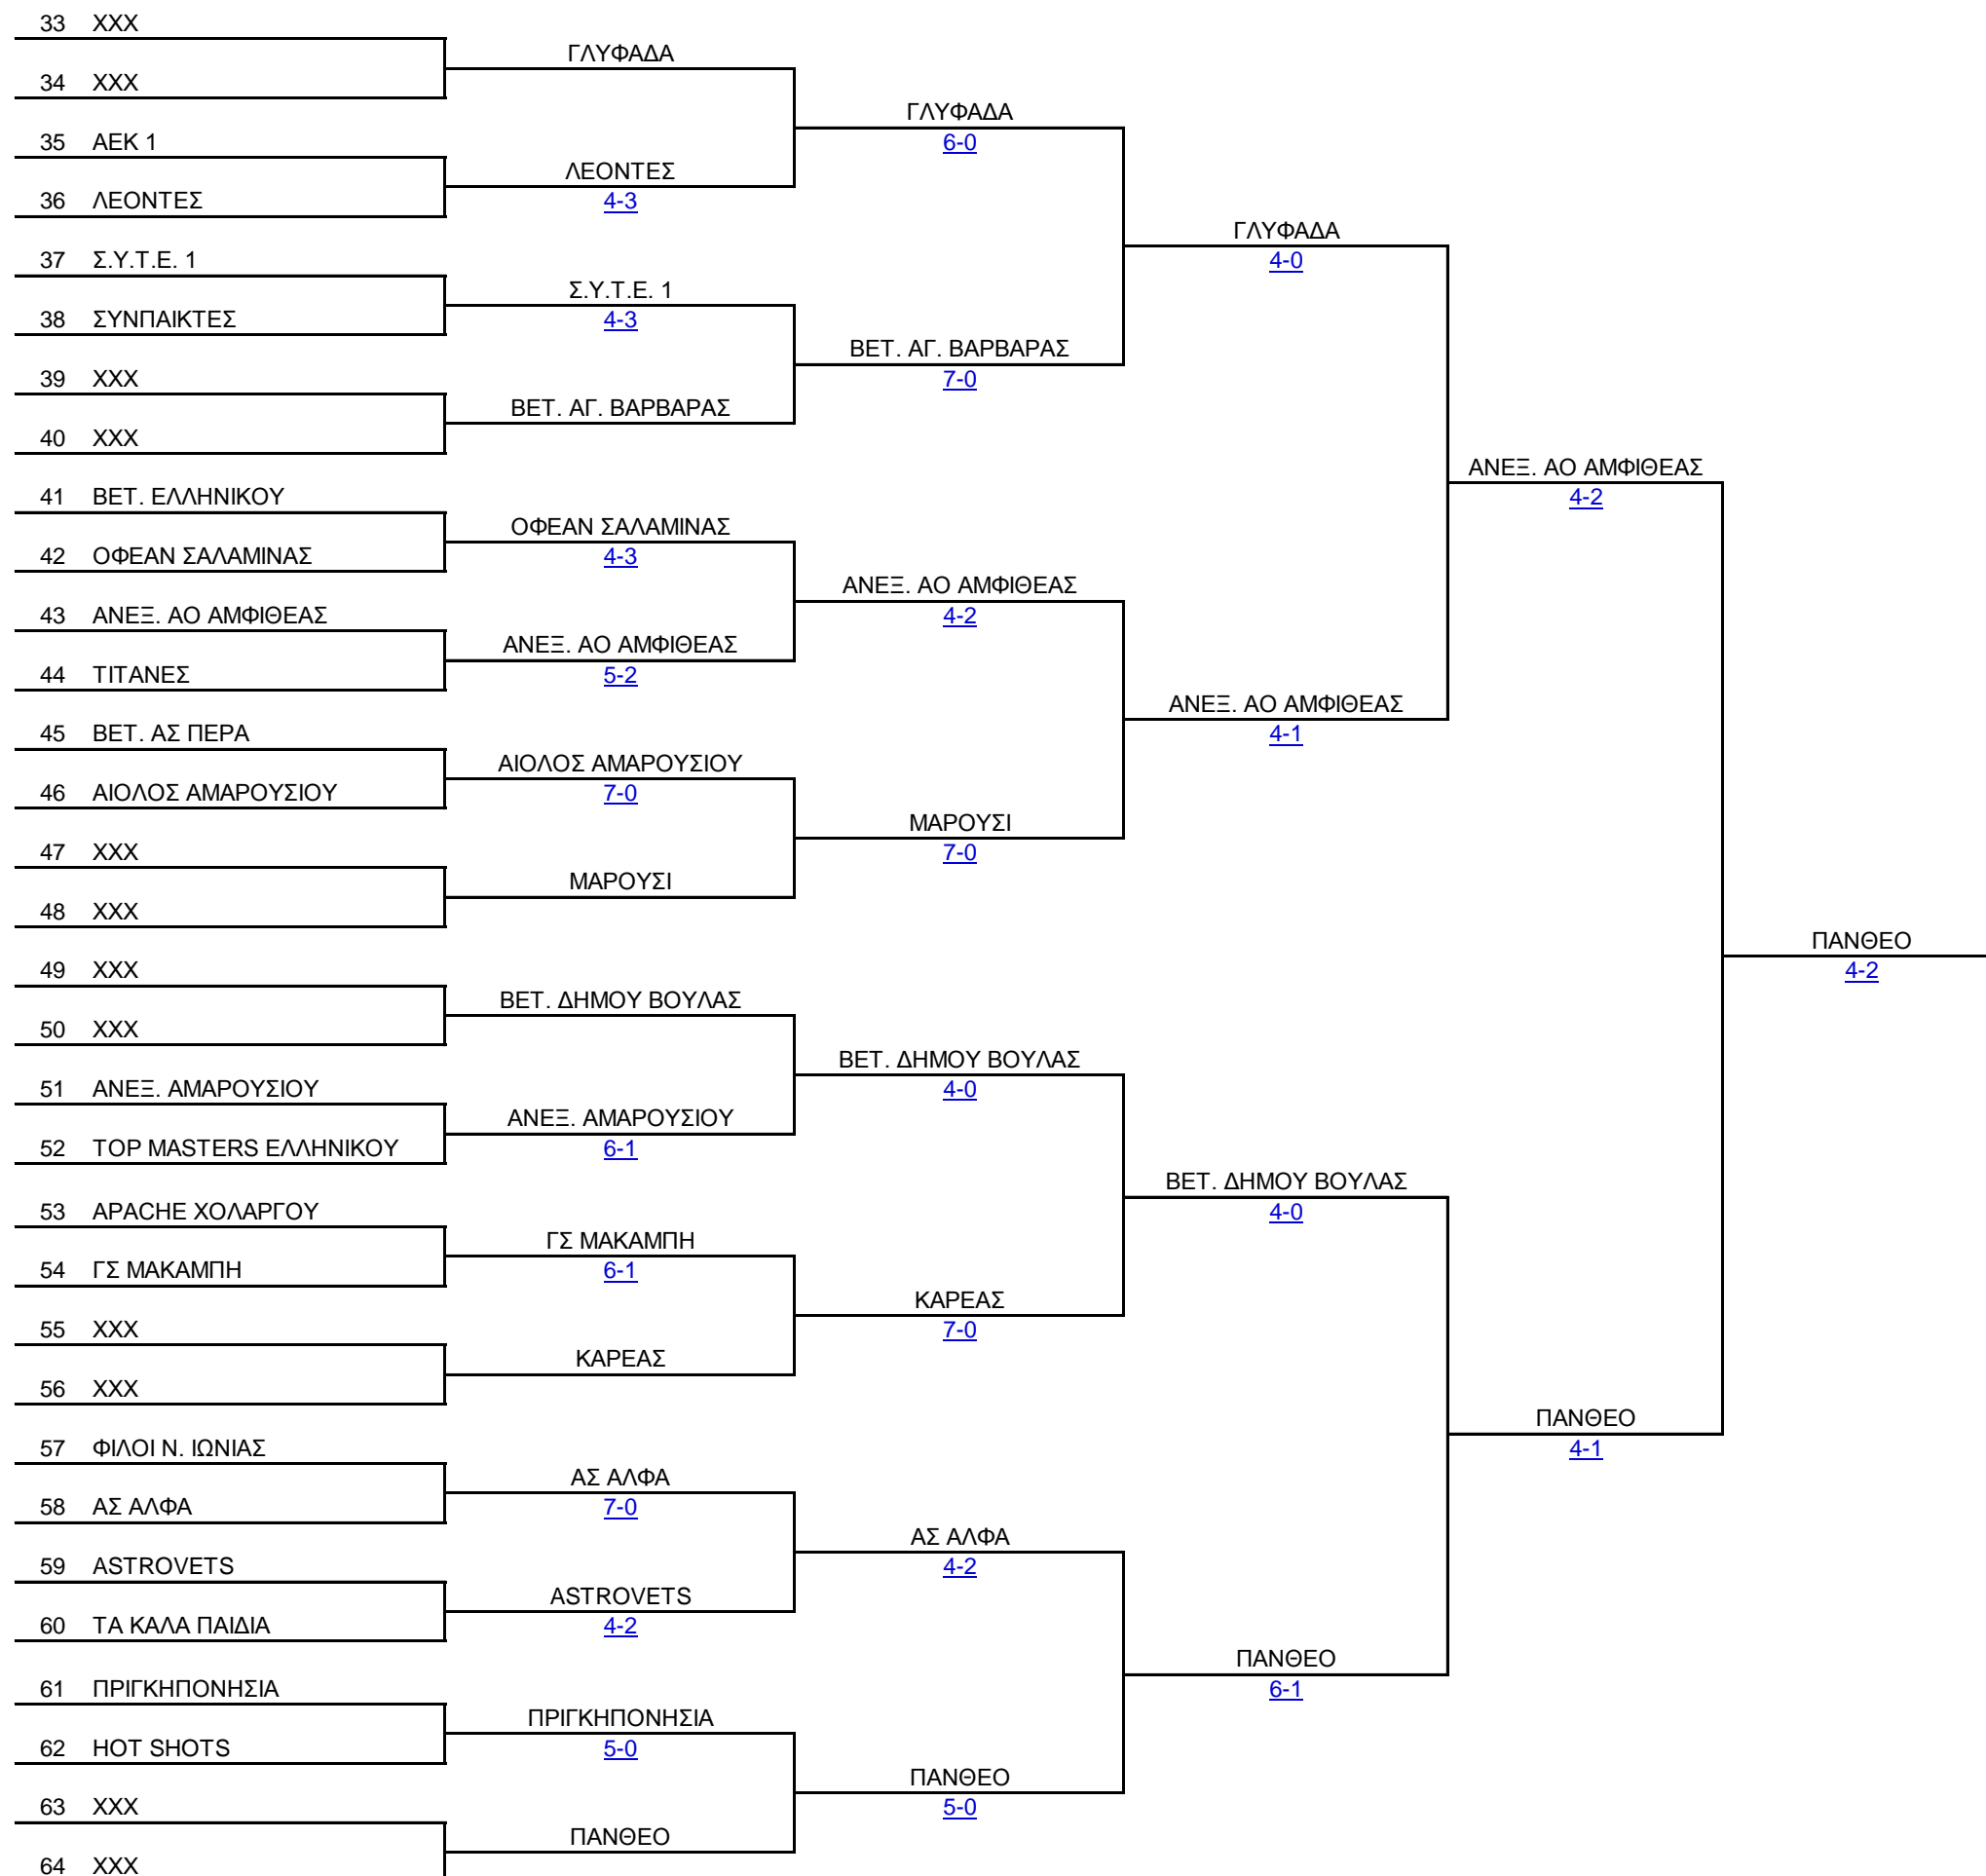 33 XXX
ΓΛΥΦΑΔΑ
34 XXX
ΓΛΥΦΑΔΑ
6-0
35 ΑΕΚ 1
ΛΕΟΝΤΕΣ
4-3
36 ΛΕΟΝΤΕΣ
ΓΛΥΦΑΔΑ
4-0
37 Σ.Υ.Τ.Ε. 1
Σ.Υ.Τ.Ε. 1
4-3
38 ΣΥΝΠΑΙΚΤΕΣ
ΒΕΤ. ΑΓ. ΒΑΡΒΑΡΑΣ
7-0
39 XXX
ΒΕΤ. ΑΓ. ΒΑΡΒΑΡΑΣ
40 XXX
ΑΝΕΞ. ΑΟ ΑΜΦΙΘΕΑΣ
4-2
41 ΒΕΤ. ΕΛΛΗΝΙΚΟΥ
ΟΦΕΑΝ ΣΑΛΑΜΙΝΑΣ
4-3
42 ΟΦΕΑΝ ΣΑΛΑΜΙΝΑΣ
ΑΝΕΞ. ΑΟ ΑΜΦΙΘΕΑΣ
4-2
43 ΑΝΕΞ. ΑΟ ΑΜΦΙΘΕΑΣ
ΑΝΕΞ. ΑΟ ΑΜΦΙΘΕΑΣ
5-2
44 ΤΙΤΑΝΕΣ
ΑΝΕΞ. ΑΟ ΑΜΦΙΘΕΑΣ
4-1
45 ΒΕΤ. ΑΣ ΠΕΡΑ
ΑΙΟΛΟΣ ΑΜΑΡΟΥΣΙΟΥ
7-0
46 ΑΙΟΛΟΣ ΑΜΑΡΟΥΣΙΟΥ
ΜΑΡΟΥΣΙ
7-0
47 XXX
ΜΑΡΟΥΣΙ
48 XXX
ΠΑΝΘΕΟ
4-2
49 XXX
ΒΕΤ. ΔΗΜΟΥ ΒΟΥΛΑΣ
50 XXX
ΒΕΤ. ΔΗΜΟΥ ΒΟΥΛΑΣ
4-0
51 ΑΝΕΞ. ΑΜΑΡΟΥΣΙΟΥ
ΑΝΕΞ. ΑΜΑΡΟΥΣΙΟΥ
6-1
52 TOP MASTERS ΕΛΛΗΝΙΚΟΥ
ΒΕΤ. ΔΗΜΟΥ ΒΟΥΛΑΣ
4-0
53 APACHE ΧΟΛΑΡΓΟΥ
ΓΣ ΜΑΚΑΜΠΗ
6-1
54 ΓΣ ΜΑΚΑΜΠΗ
ΚΑΡΕΑΣ
7-0
55 XXX
ΚΑΡΕΑΣ
56 XXX
ΠΑΝΘΕΟ
4-1
57 ΦΙΛΟΙ Ν. ΙΩΝΙΑΣ
ΑΣ ΑΛΦΑ
7-0
58 ΑΣ ΑΛΦΑ
ΑΣ ΑΛΦΑ
4-2
59 ASTROVETS
ASTROVETS
4-2
60 ΤΑ ΚΑΛΑ ΠΑΙΔΙΑ
ΠΑΝΘΕΟ
6-1
61 ΠΡΙΓΚΗΠΟΝΗΣΙΑ
ΠΡΙΓΚΗΠΟΝΗΣΙΑ
5-0
62 HOT SHOTS
ΠΑΝΘΕΟ
5-0
63 XXX
ΠΑΝΘΕΟ
64 XXX